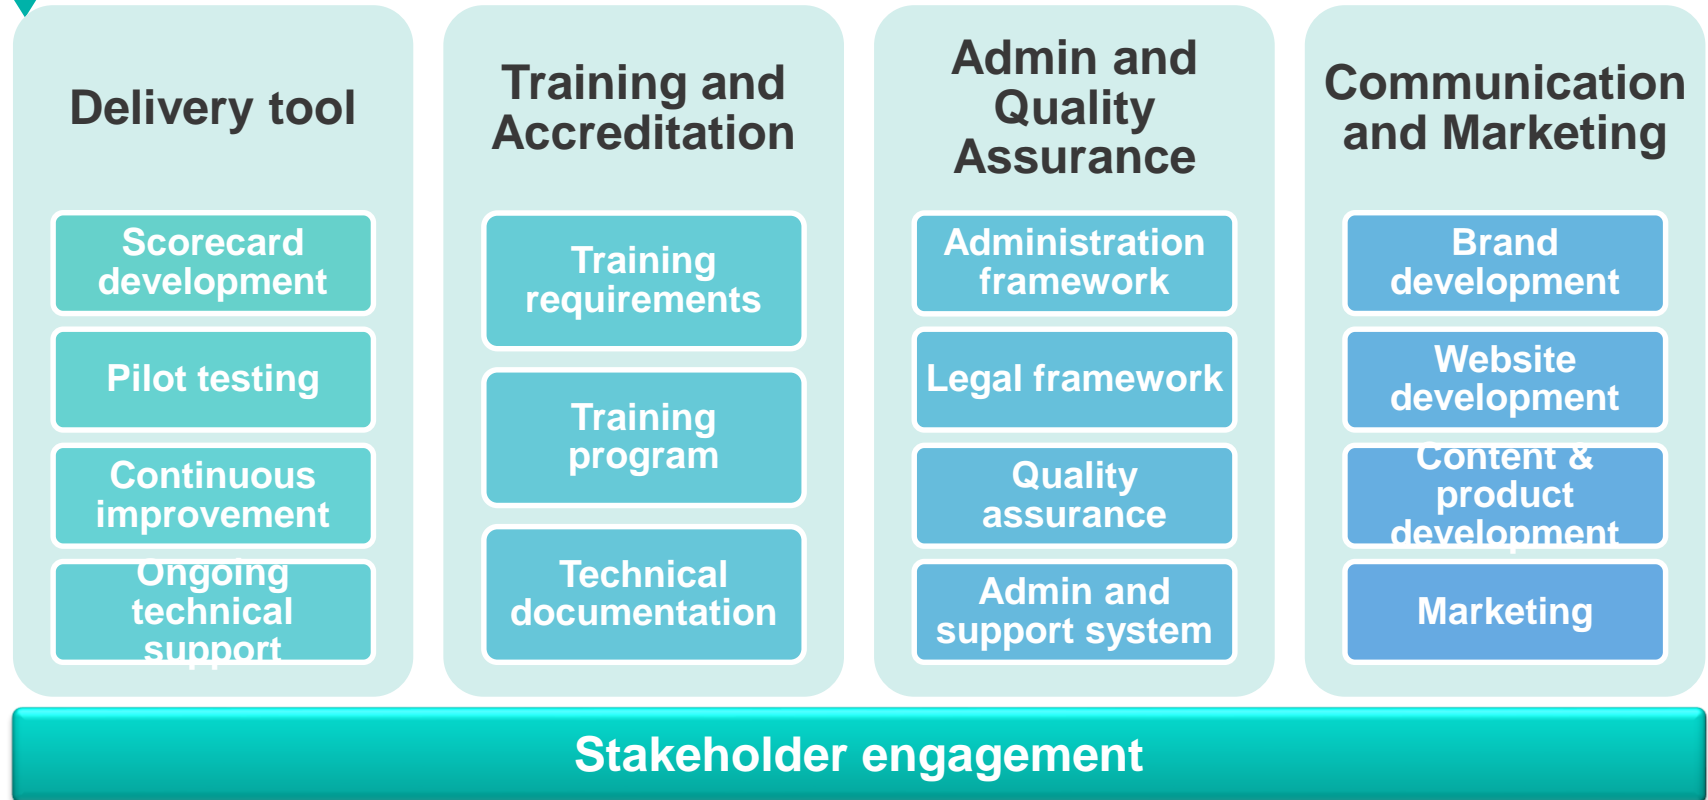 Delivery tool
Scorecard
development
Pilot testing
Continuous
improvement
Ongoing
technical
support
Training and
Accreditation
Training
requirements
Training
program
Technical
documentation
Admin and
Quality
Assurance
Administration
framework
Legal framework
Quality
assurance
Admin and
support system
Communication
and Marketing
Brand
development
Website
development
Content &
product
development
Marketing
Stakeholder engagement